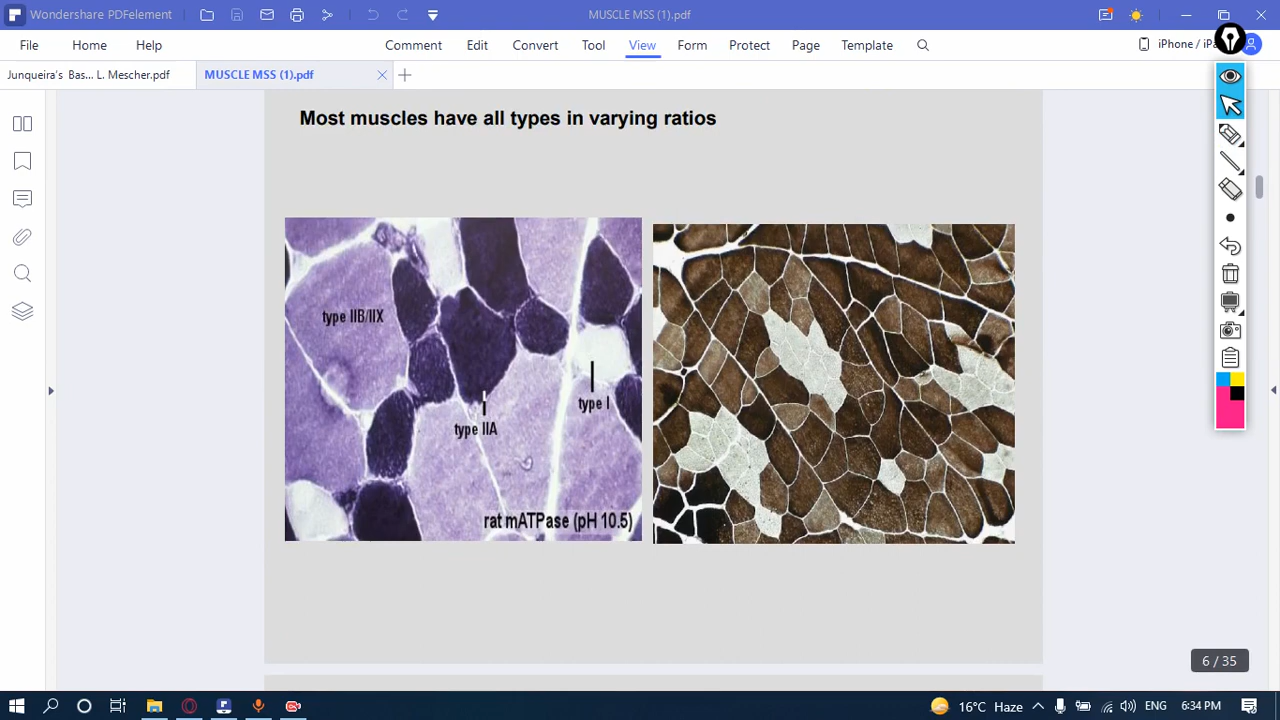 Wondershare PDFelement
MUSCLE MSS (1).pdf
File Home Help Comment Edit Convert Tool View Form Protect Page Template
iPhone / iPa
Junqueira's Bas... L. Mescher.pdf
MUSCLE MSS (1).pdf
Most muscles have all types in varying ratios
type IIB/IIX
type I
type IIA
rat mATPase (pH 10.5)
6 / 35
16°C Haze
ENG
6:34 PM